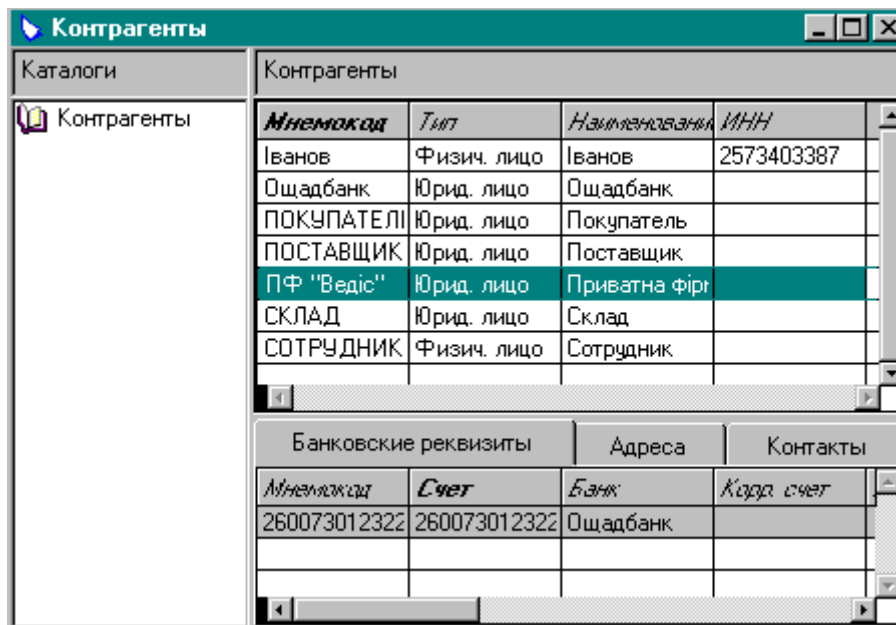 Контрагенты
Каталоги
Контрагенты
Контрагенты
Мнемокод Тип Наименовани ИНН
Іванов Физич. лицо Іванов 2573403387
Ощадбанк Юрид. лицо Ощадбанк
ПОКУПАТЕЛІ Юрид. лицо Покупатель
ПОСТАВЩИК Юрид. лицо Поставщик
ПФ "Ведіс" Юрид. лицо Приватна фірм
СКЛАД Юрид. лицо Склад
СОТРУДНИК Физич. лицо Сотрудник
Банковские реквизиты Адреса Контакты
Мнемокод Счет Банк Корр. счет
260073012322 260073012322 Ощадбанк